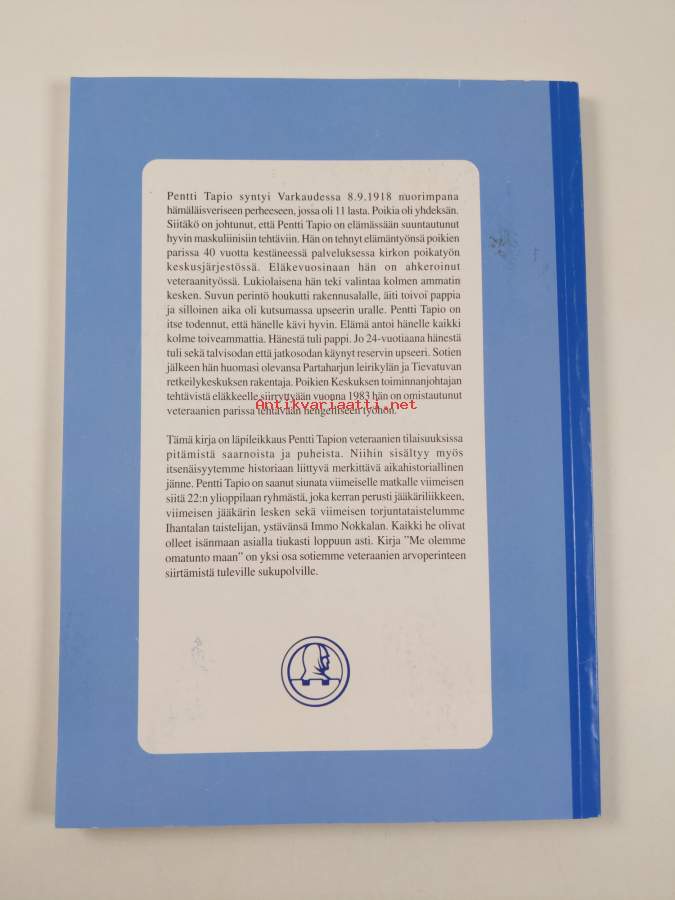 Pentti Tapio syntyi Varkaudessa 8.9.1918 nuorimpana
hämäläisveriseen perheeseen, jossa oli 11 lasta. Poikia oli yhdeksän.
Siitäkö on johtunut, että Pentti Tapio on elämässään suuntautunut
hyvin maskuliinisiin tehtäviin. Hän on tehnyt elämäntyönsä poikien
parissa 40 vuotta kestäneessä palveluksessa kirkon poikatyön
keskusjärjestössä. Eläkevuosinaan hän on ahkeroinut
veteraanityössä. Lukiolaisena hän teki valintaa kolmen ammatin
kesken. Suvun perintö houkutti rakennusalalle, äiti toivoi pappia
ja silloinen aika oli kutsumassa upseerin uralle. Pentti Tapio on
itse todennut, että hänelle kävi hyvin. Elämä antoi hänelle kaikki
kolme toiveammattia. Hänestä tuli pappi. Jo 24-vuotiaana hänestä
tuli sekä talvisodan että jatkosodan käynyt reservin upseeri. Sotien
jälkeen hän huomasi olevansa Partaharjun leirikylän ja Tievatuvan
retkeilykeskuksen rakentaja. Poikien Keskuksen toiminnanjohtajan
tehtävistä eläkkeelle siirryttyään vuonna 1983 hän on omistautunut
veteraanien parissa tehtävään hengelliseen työhön.
Antikvariaatti.net
Tämä kirja on läpileikkaus Pentti Tapion veteraanien tilaisuuksissa
pitämistä saarnoista ja puheista. Niihin sisältyy myös
itsenäisyytemme historiaan liittyvä merkittävä aikahistoriallinen
jänne. Pentti Tapio on saanut siunata viimeiselle matkalle viimeisen
siitä 22:n ylioppilaan ryhmästä, joka kerran perusti jääkäriliikkeen,
viimeisen jääkärin lesken sekä viimeisen torjuntataistelumme
Ihantalan taistelijan, ystävänsä Immo Nokkalan. Kaikki he olivat
olleet isänmaan asialla tiukasti loppuun asti. Kirja ”Me olemme
omatunto maan” on yksi osa sotiemme veteraanien arvoperinteen
siirtämistä tuleville sukupolville.